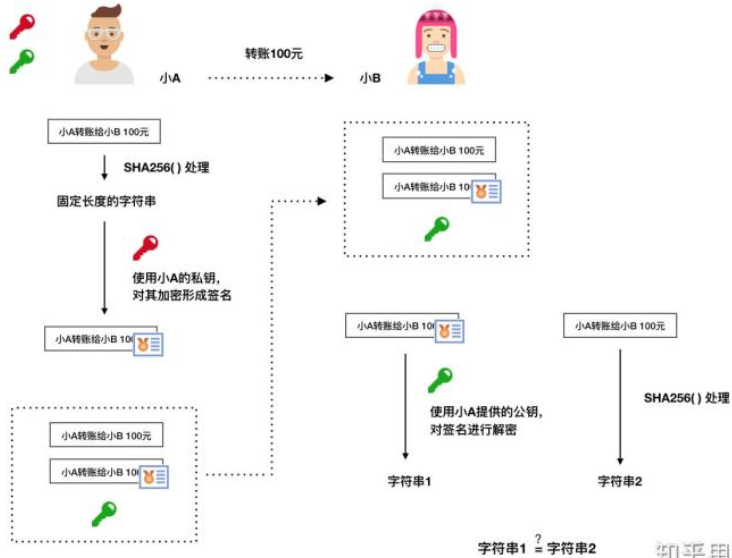 转账100元
小A
小B
小A转账给小B 100元
SHA256( ) 处理
固定长度的字符串
使用小A的私钥,
对其加密形成签名
小A转账给小B 10
小A转账给小B 100元
小A转账给小B 10
小A转账给小B 100元
小A转账给小B 10
小A转账给小B 10
使用小A提供的公钥,
对签名进行解密
字符串1
小A转账给小B 100元
SHA256( ) 处理
字符串2
字符串1 ?= 字符串2